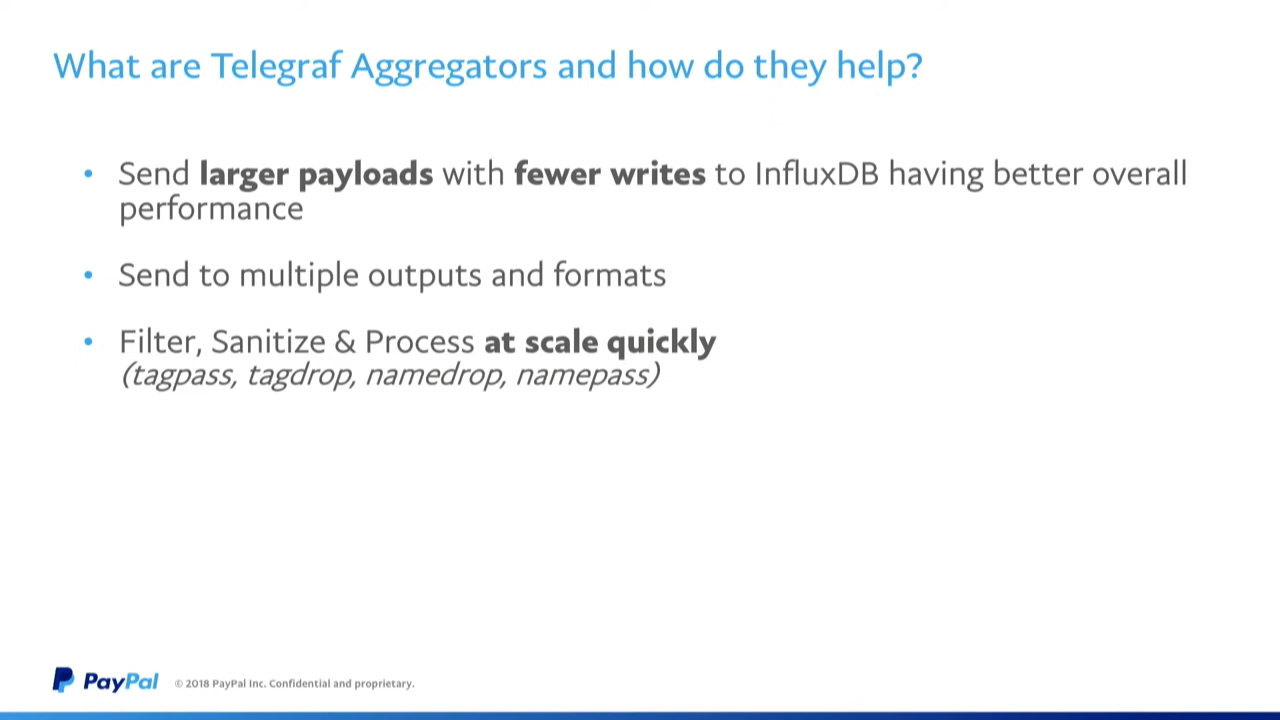 What are Telegraf Aggregators and how do they help?
• Send larger payloads with fewer writes to InfluxDB having better overall
performance
• Send to multiple outputs and formats
• Filter, Sanitize & Process at scale quickly
(tagpass, tagdrop, namedrop, namepass)
PayPal © 2018 PayPal Inc. Confidential and proprietary.